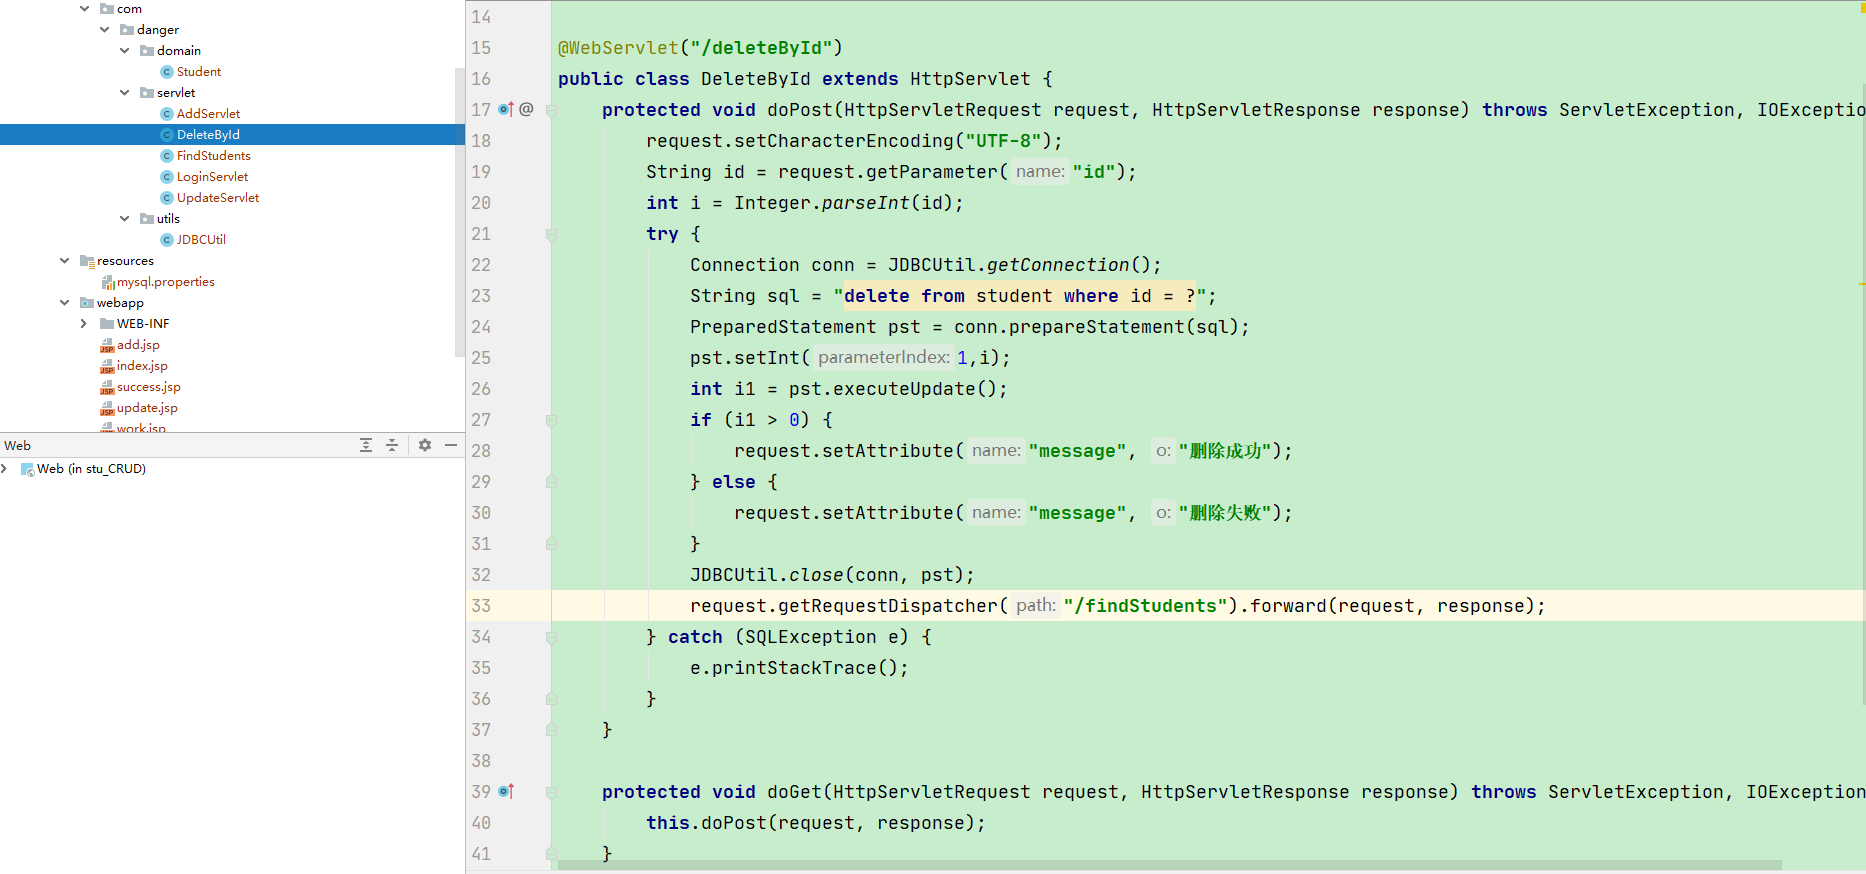 com
danger
domain
Student
servlet
AddServlet
DeleteById
FindStudents
LoginServlet
UpdateServlet
utils
JDBCUtil
resources
mysql.properties
webapp
WEB-INF
add.jsp
index.jsp
success.jsp
update.jsp
work.jsp
Web
Web (in stu_CRUD)
14
15 @WebServlet("/deleteById")
16 public class DeleteById extends HttpServlet {
17 @ protected void doPost(HttpServletRequest request, HttpServletResponse response) throws ServletException, IOExceptio
18 request.setCharacterEncoding("UTF-8");
19 String id = request.getParameter( name: "id");
20 int i = Integer.parseInt(id);
21 try {
22 Connection conn = JDBCUtil.getConnection();
23 String sql = "delete from student where id = ?";
24 PreparedStatement pst = conn.prepareStatement(sql);
25 pst.setInt( parameterIndex: 1,i);
26 int i1 = pst.executeUpdate();
27 if (i1 > 0) {
28 request.setAttribute( name: "message", o: "删除成功");
29 } else {
30 request.setAttribute( name: "message", o: "删除失败");
31 }
32 JDBCUtil.close(conn, pst);
33 request.getRequestDispatcher( path: "/findStudents").forward(request, response);
34 } catch (SQLException e) {
35 e.printStackTrace();
36 }
37 }
38
39 protected void doGet(HttpServletRequest request, HttpServletResponse response) throws ServletException, IOException
40 this.doPost(request, response);
41 }